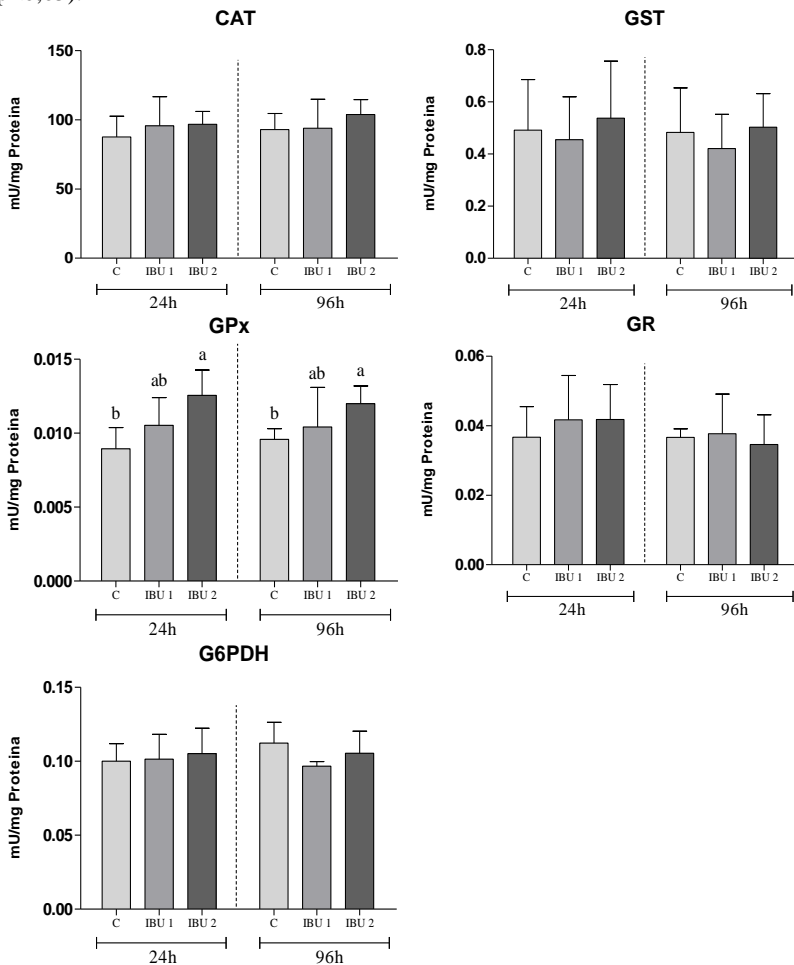 CAT
mU/mg Proteina
150
100
50
0
C IBU 1 IBU 2 C IBU 1 IBU 2
24h 96h
GST
mU/mg Proteina
0.8
0.6
0.4
0.2
0.0
C IBU 1 IBU 2 C IBU 1 IBU 2
24h 96h
GPx
mU/mg Proteina
0.015
0.010
0.005
0.000
b ab a b ab a
C IBU 1 IBU 2 C IBU 1 IBU 2
24h 96h
GR
mU/mg Proteina
0.06
0.04
0.02
0.00
C IBU 1 IBU 2 C IBU 1 IBU 2
24h 96h
G6PDH
mU/mg Proteina
0.15
0.10
0.05
0.00
C IBU 1 IBU 2 C IBU 1 IBU 2
24h 96h